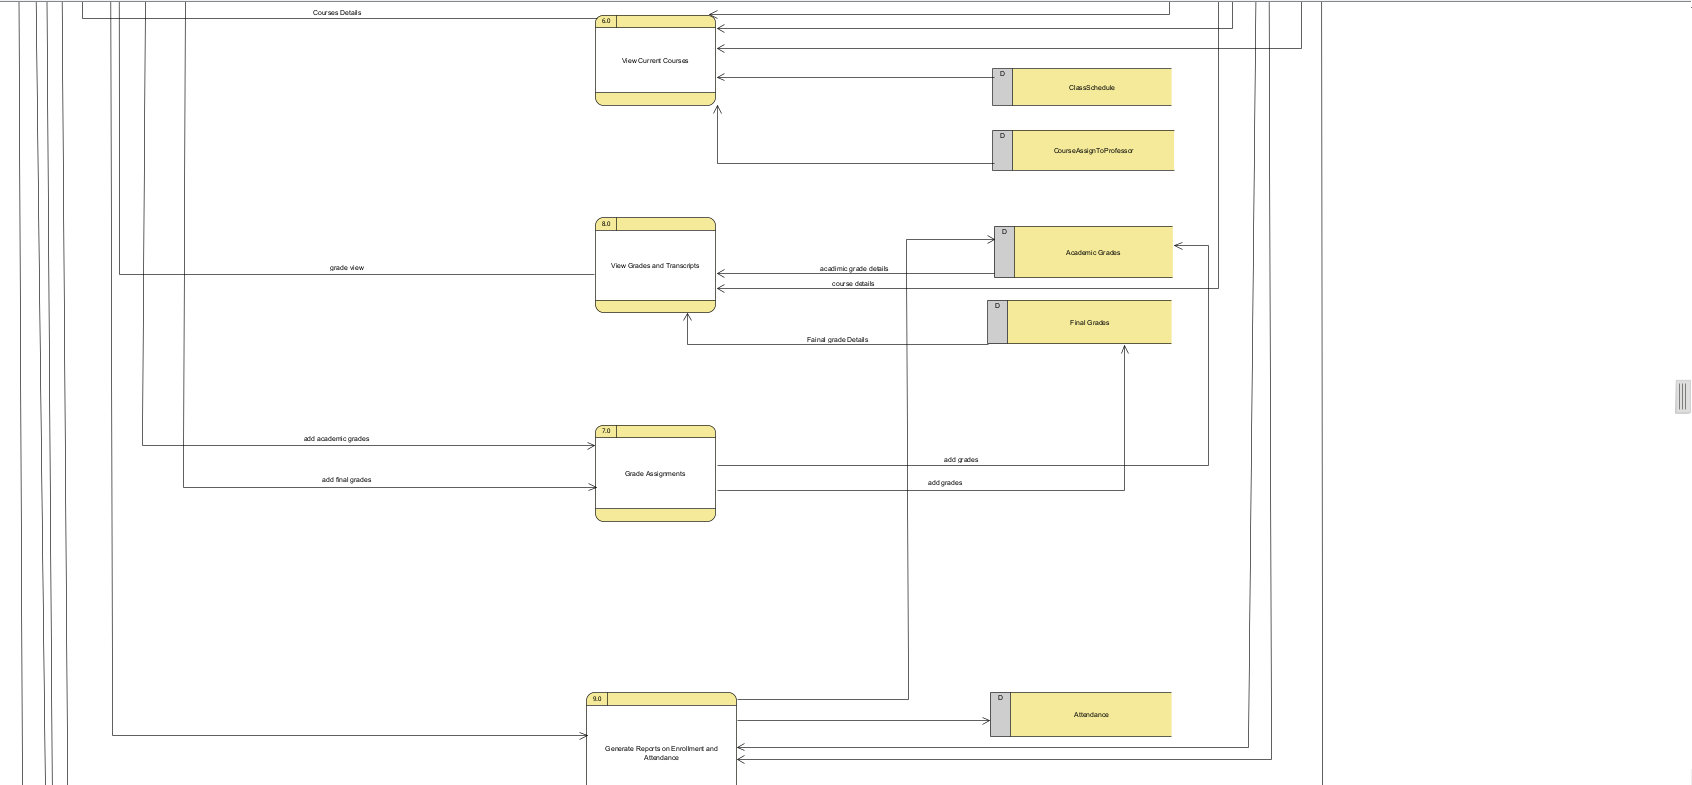 Courses Details
6.0
View Current Courses
D
ClassSchedule
D
CourseAssignToProfessor
8.0
View Grades and Transcripts
grade view
D
Academic Grades
acadimic grade details
course details
D
Final Grades
Fainal grade Details
7.0
Grade Assignments
add academic grades
add final grades
add grades
add grades
9.0
Generate Reports on Enrollment and
Attendance
D
Attendance